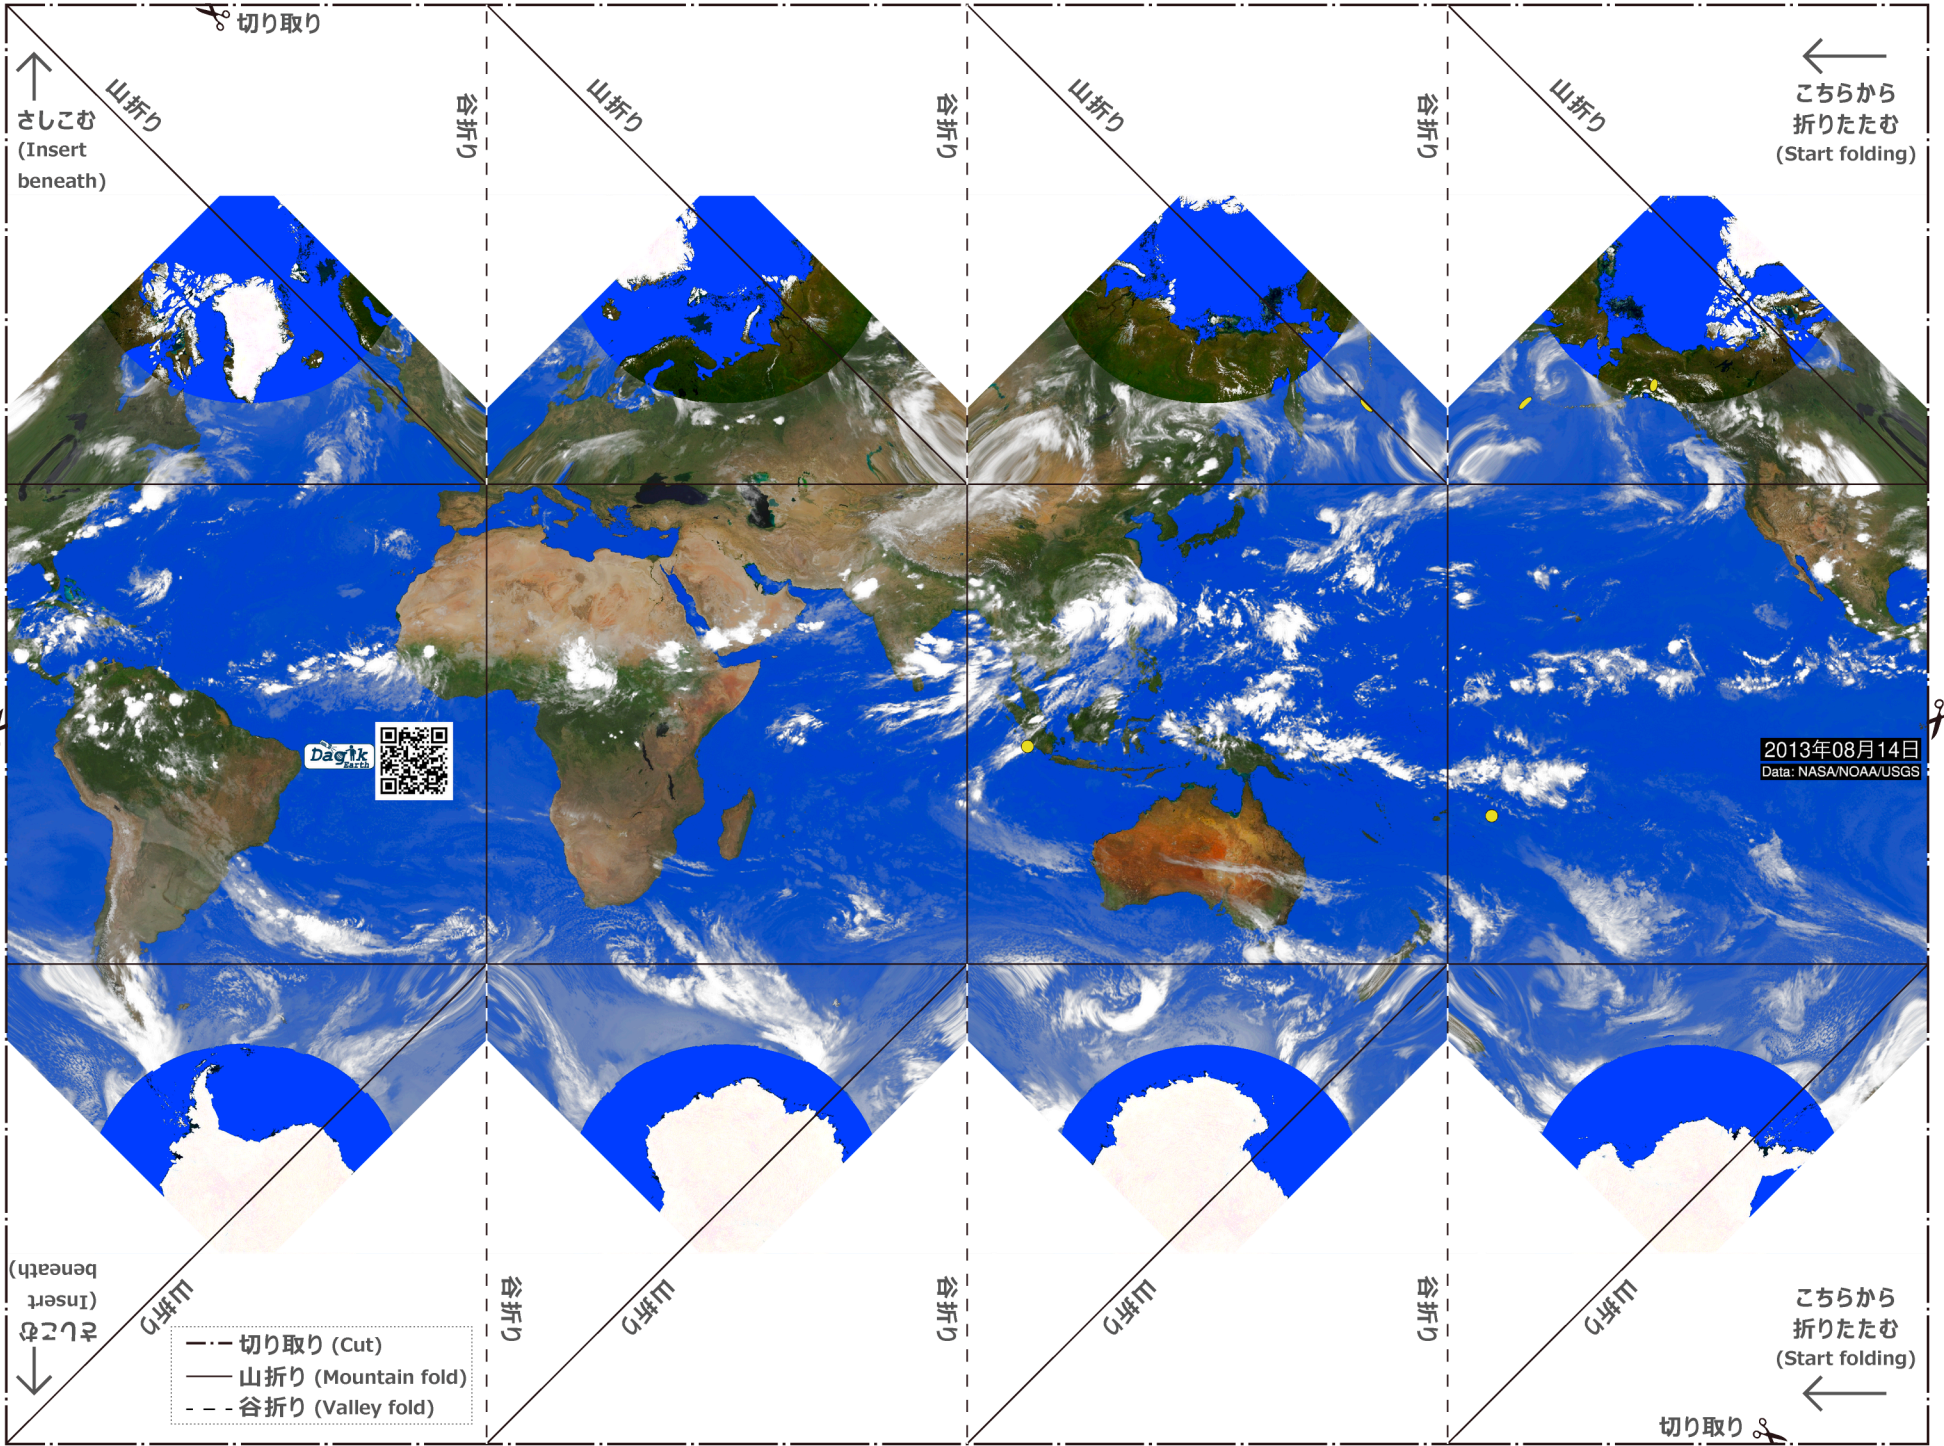 切り取り
山折り
谷折り
山折り
谷折り
山折り
谷折り
山折り
さしこむ
(Insert
beneath)
こちらから
折りたたむ
(Start folding)
Dagik
Earth
2013年08月14日
Data: NASA/NOAA/USGS
さしこむ
(Insert
beneath)
山折り
谷折り
山折り
谷折り
山折り
谷折り
山折り
切り取り (Cut)
山折り (Mountain fold)
谷折り (Valley fold)
こちらから
折りたたむ
(Start folding)
切り取り